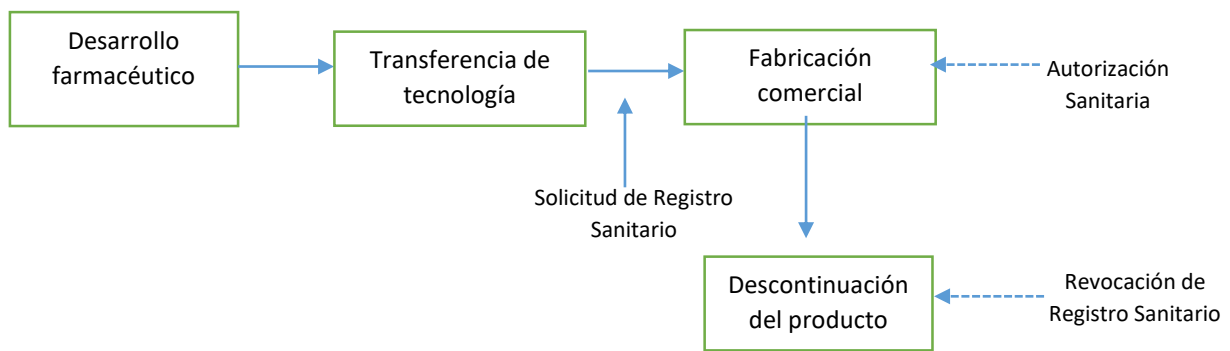 Desarrollo
farmacéutico
Transferencia de
tecnología
Fabricación
comercial
Autorización
Sanitaria
Solicitud de Registro
Sanitario
Descontinuación
del producto
Revocación de
Registro Sanitario